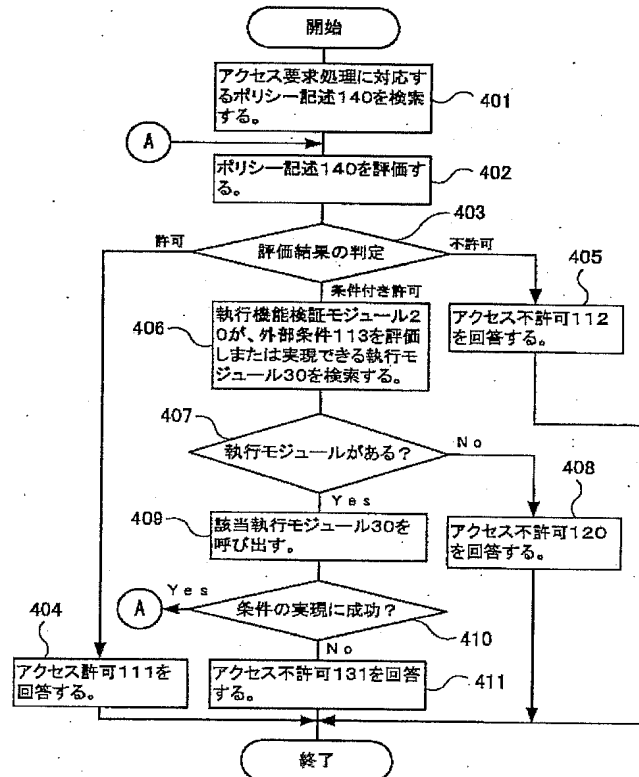 開始
アクセス要求処理に対応す
るポリシー記述140を検索
する。
401
A
ポリシー記述140を評価す
る。
402
403
許可
評価結果の判定
不許可
条件付き許可
405
406
執行機能検証モジュール2
0が、外部条件113を評価
しまたは実現できる執行モ
ジュール30を検索する。
アクセス不許可112
を回答する。
407
執行モジュールがある?
No
408
Yes
409
該当執行モジュール30を
呼び出す。
アクセス不許可120
を回答する。
Yes
A
条件の実現に成功?
410
404
No
アクセス許可111を
回答する。
アクセス不許可131を回答
する。
411
終了